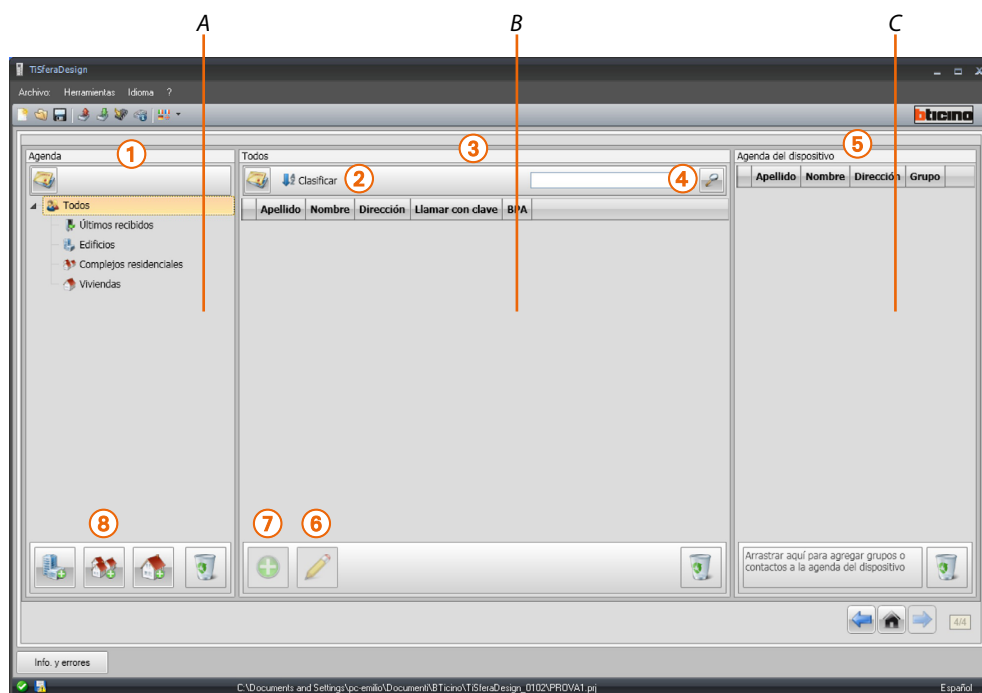 A B C
TiSferaDesign
Archivo: Herramientas Idioma ?
bticino
1 3 5
Agenda Todos Agenda del dispositivo
2 Clasificar 4
Apellido Nombre Dirección Grupo
Todos
Apellido Nombre Dirección Llamar con clave BPA
Últimos recibidos
Edificios
Complejos residenciales
Viviendas
8 7 6
Arrastrar aquí para agregar grupos o
contactos a la agenda del dispositivo
4/4
Info. y errores
C:\Documents and Settings\pc-emilio\Documenti\BTicino\TiSferaDesign_0102\PROVA1.prj Español